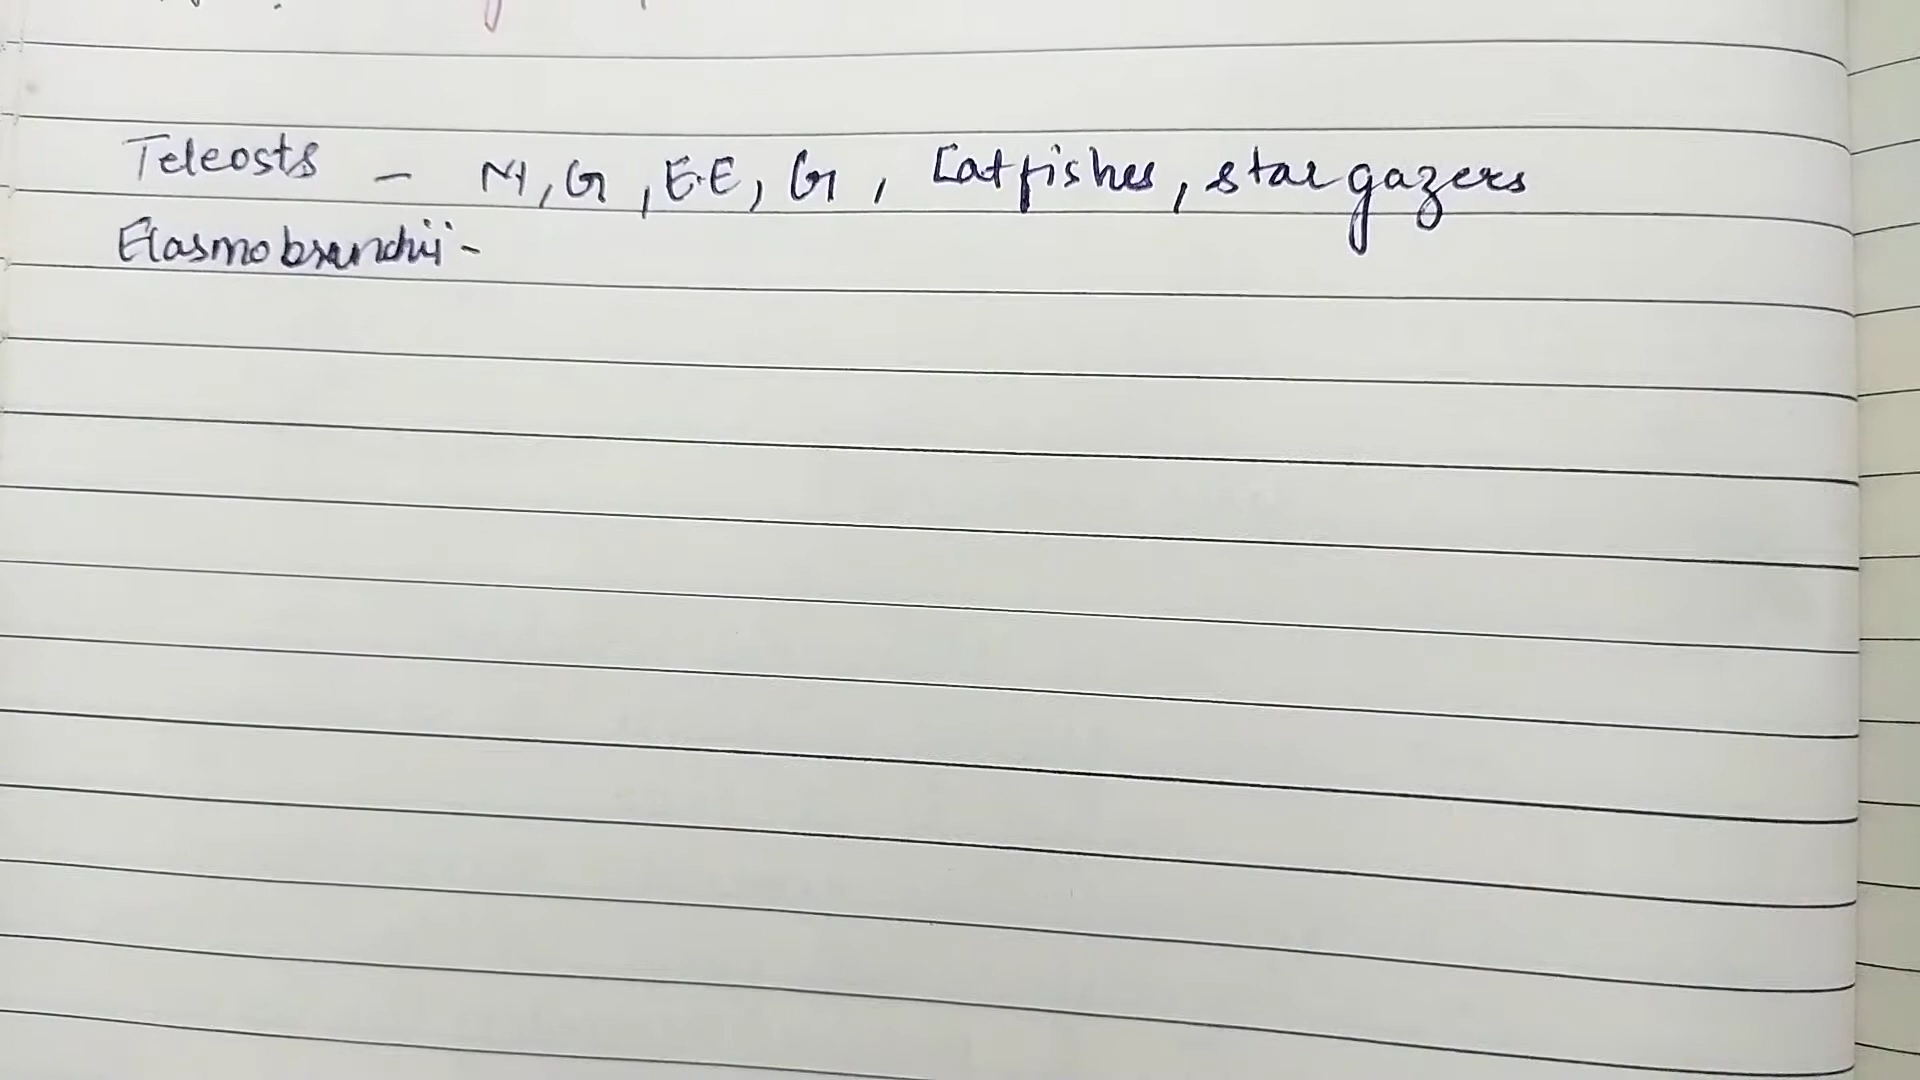 Teleosts - M, G, E.E, G, Catfishes, stargazers
Elasmobranchii -